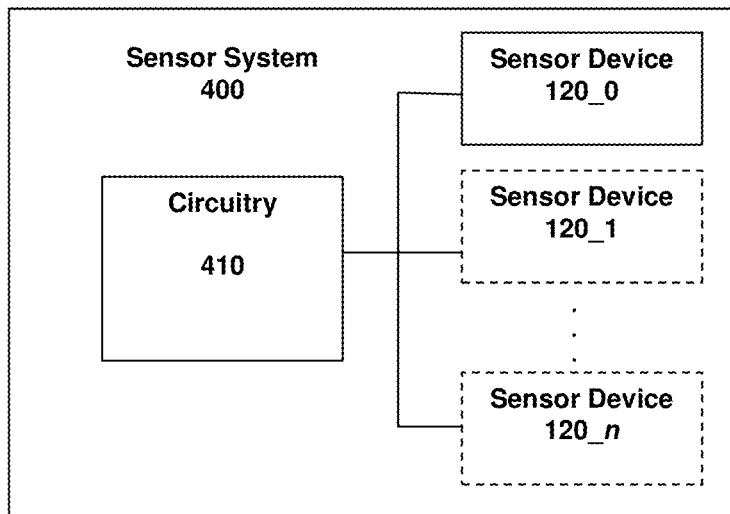 Sensor System
400
Sensor Device
120_0
Circuitry
410
Sensor Device
120_1
Sensor Device
120_n